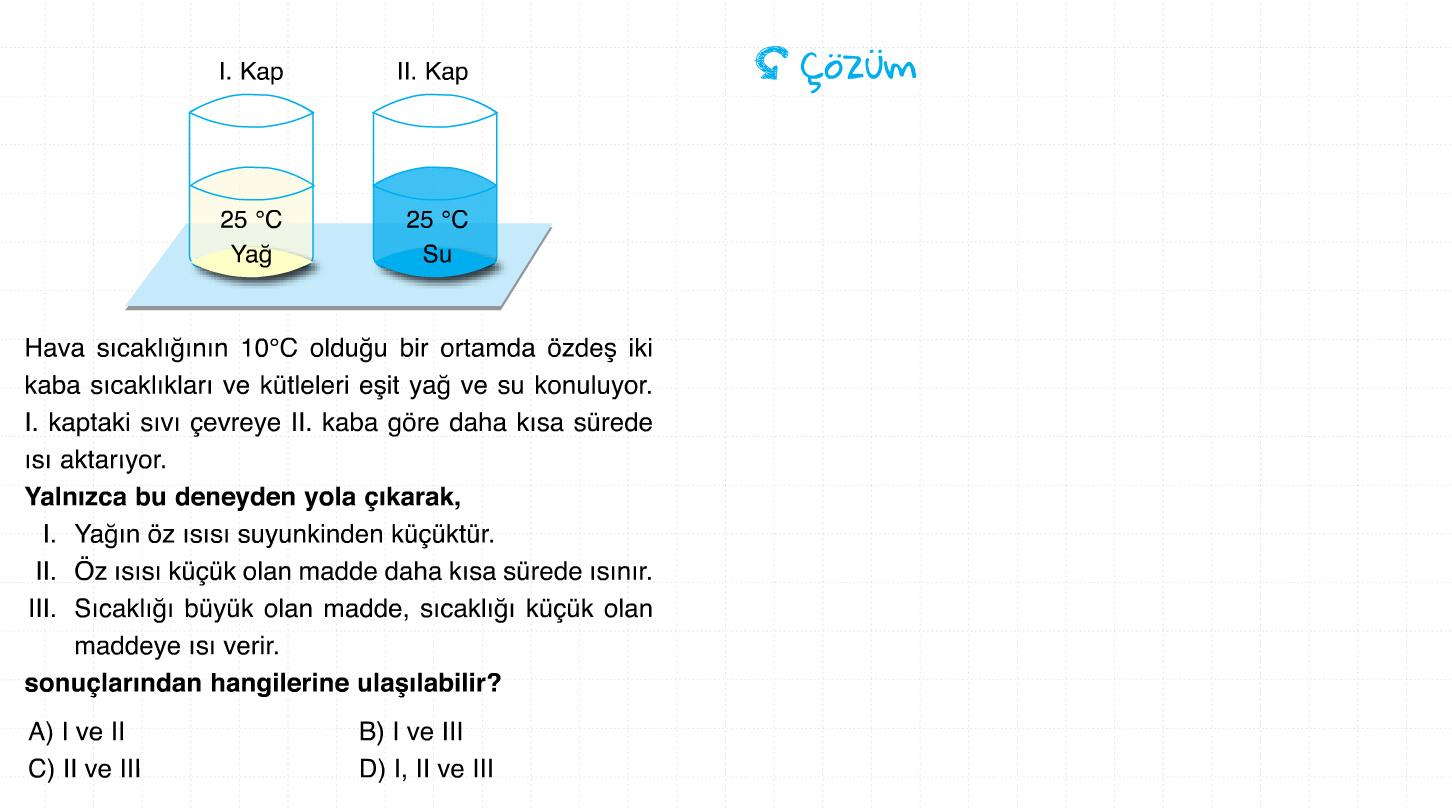 I. Kap
II. Kap
Çözüm
25 °C
Yağ
25 °C
Su
Hava sıcaklığının 10°C olduğu bir ortamda özdeş iki
kaba sıcaklıkları ve kütleleri eşit yağ ve su konuluyor.
I. kaptaki sıvı çevreye II. kaba göre daha kısa sürede
ısı aktarıyor.
Yalnızca bu deneyden yola çıkarak,
I. Yağın öz ısısı suyunkinden küçüktür.
II. Öz ısısı küçük olan madde daha kısa sürede ısınır.
III. Sıcaklığı büyük olan madde, sıcaklığı küçük olan
maddeye ısı verir.
sonuçlarından hangilerine ulaşılabilir?
A) I ve II
B) I ve III
C) II ve III
D) I, II ve III